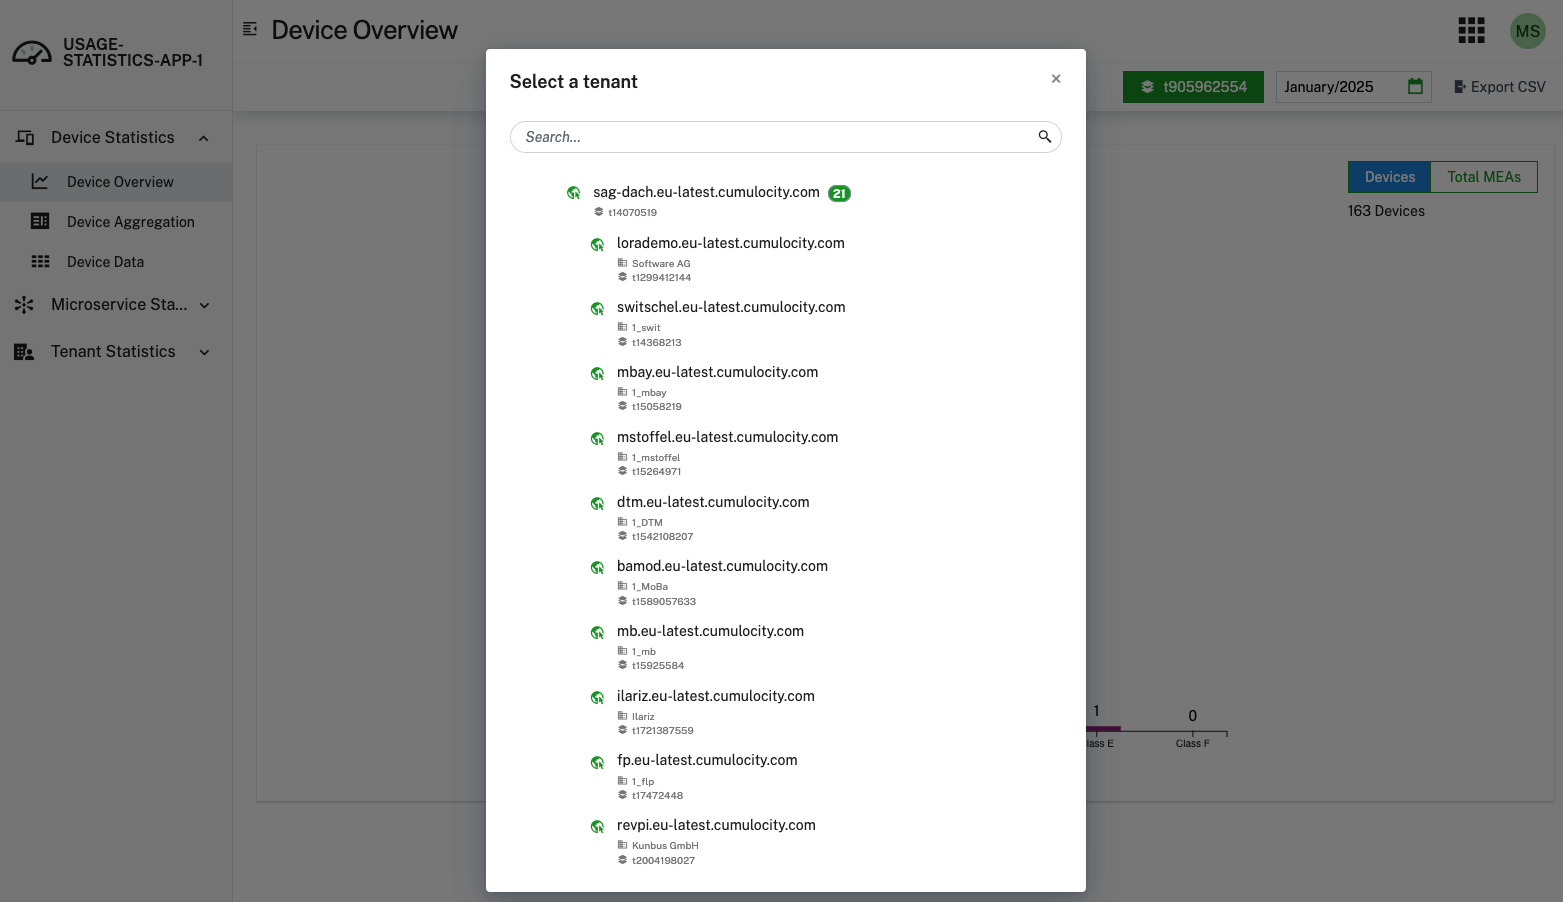 USAGE-
STATISTICS-APP-1
Device Overview
MS
t905962554
January/2025
Export CSV
Device Statistics
Device Overview
Device Aggregation
Device Data
Microservice Sta...
Tenant Statistics
Devices
Total MEAs
163 Devices
1
0
lass E
Class F
Select a tenant
×
Search...
sag-dach.eu-latest.cumulocity.com 21
t14070519
lorademo.eu-latest.cumulocity.com
Software AG
t1299412144
switschel.eu-latest.cumulocity.com
1_swit
t14368213
mbay.eu-latest.cumulocity.com
1_mbay
t15058219
mstoffel.eu-latest.cumulocity.com
1_mstoffel
t15264971
dtm.eu-latest.cumulocity.com
1_DTM
t1542108207
bamod.eu-latest.cumulocity.com
1_MoBa
t1589057633
mb.eu-latest.cumulocity.com
1_mb
t15925584
ilariz.eu-latest.cumulocity.com
Ilariz
t1721387559
fp.eu-latest.cumulocity.com
1_flp
t17472448
revpi.eu-latest.cumulocity.com
Kunbus GmbH
t2004198027